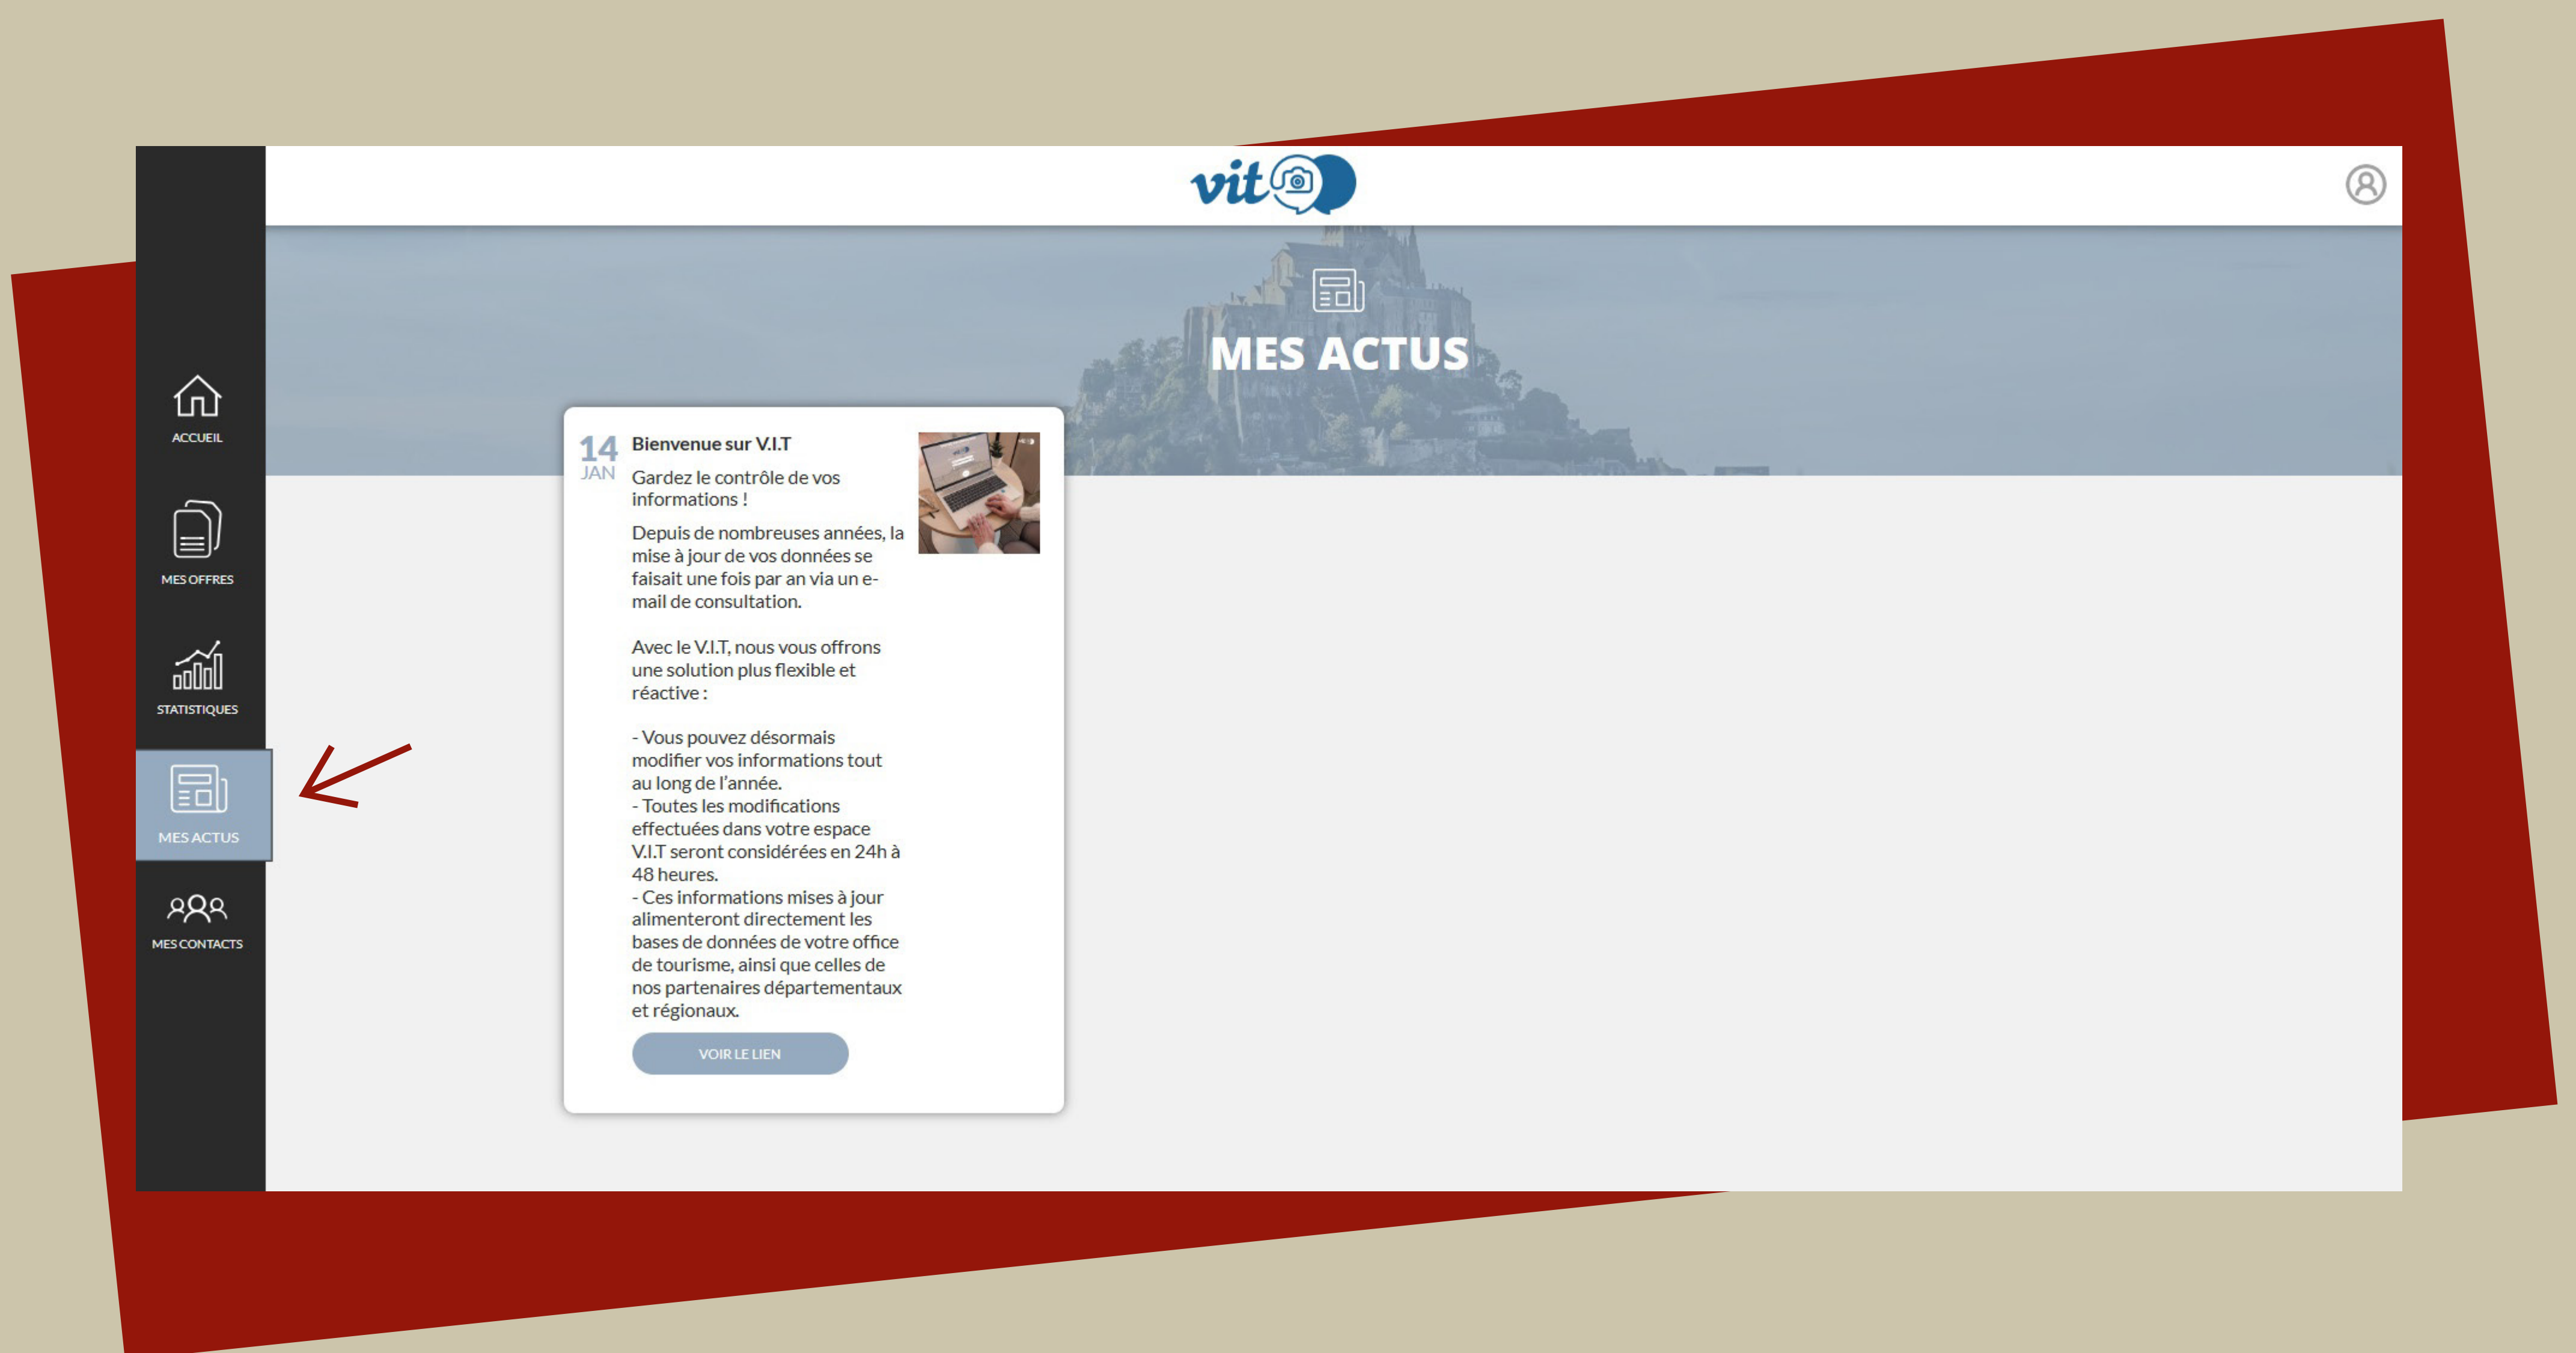 vit
MES ACTUS
ACCUEIL
MES OFFRES
STATISTIQUES
MES ACTUS
MES CONTACTS
14
JAN
Bienvenue sur V.I.T
Gardez le contrôle de vos
informations !
Depuis de nombreuses années, la
mise à jour de vos données se
faisait une fois par an via un e-
mail de consultation.
Avec le V.I.T, nous vous offrons
une solution plus flexible et
réactive :
- Vous pouvez désormais
modifier vos informations tout
au long de l'année.
- Toutes les modifications
effectuées dans votre espace
V.I.T seront considérées en 24h à
48 heures.
- Ces informations mises à jour
alimenteront directement les
bases de données de votre office
de tourisme, ainsi que celles de
nos partenaires départementaux
et régionaux.
VOIR LE LIEN